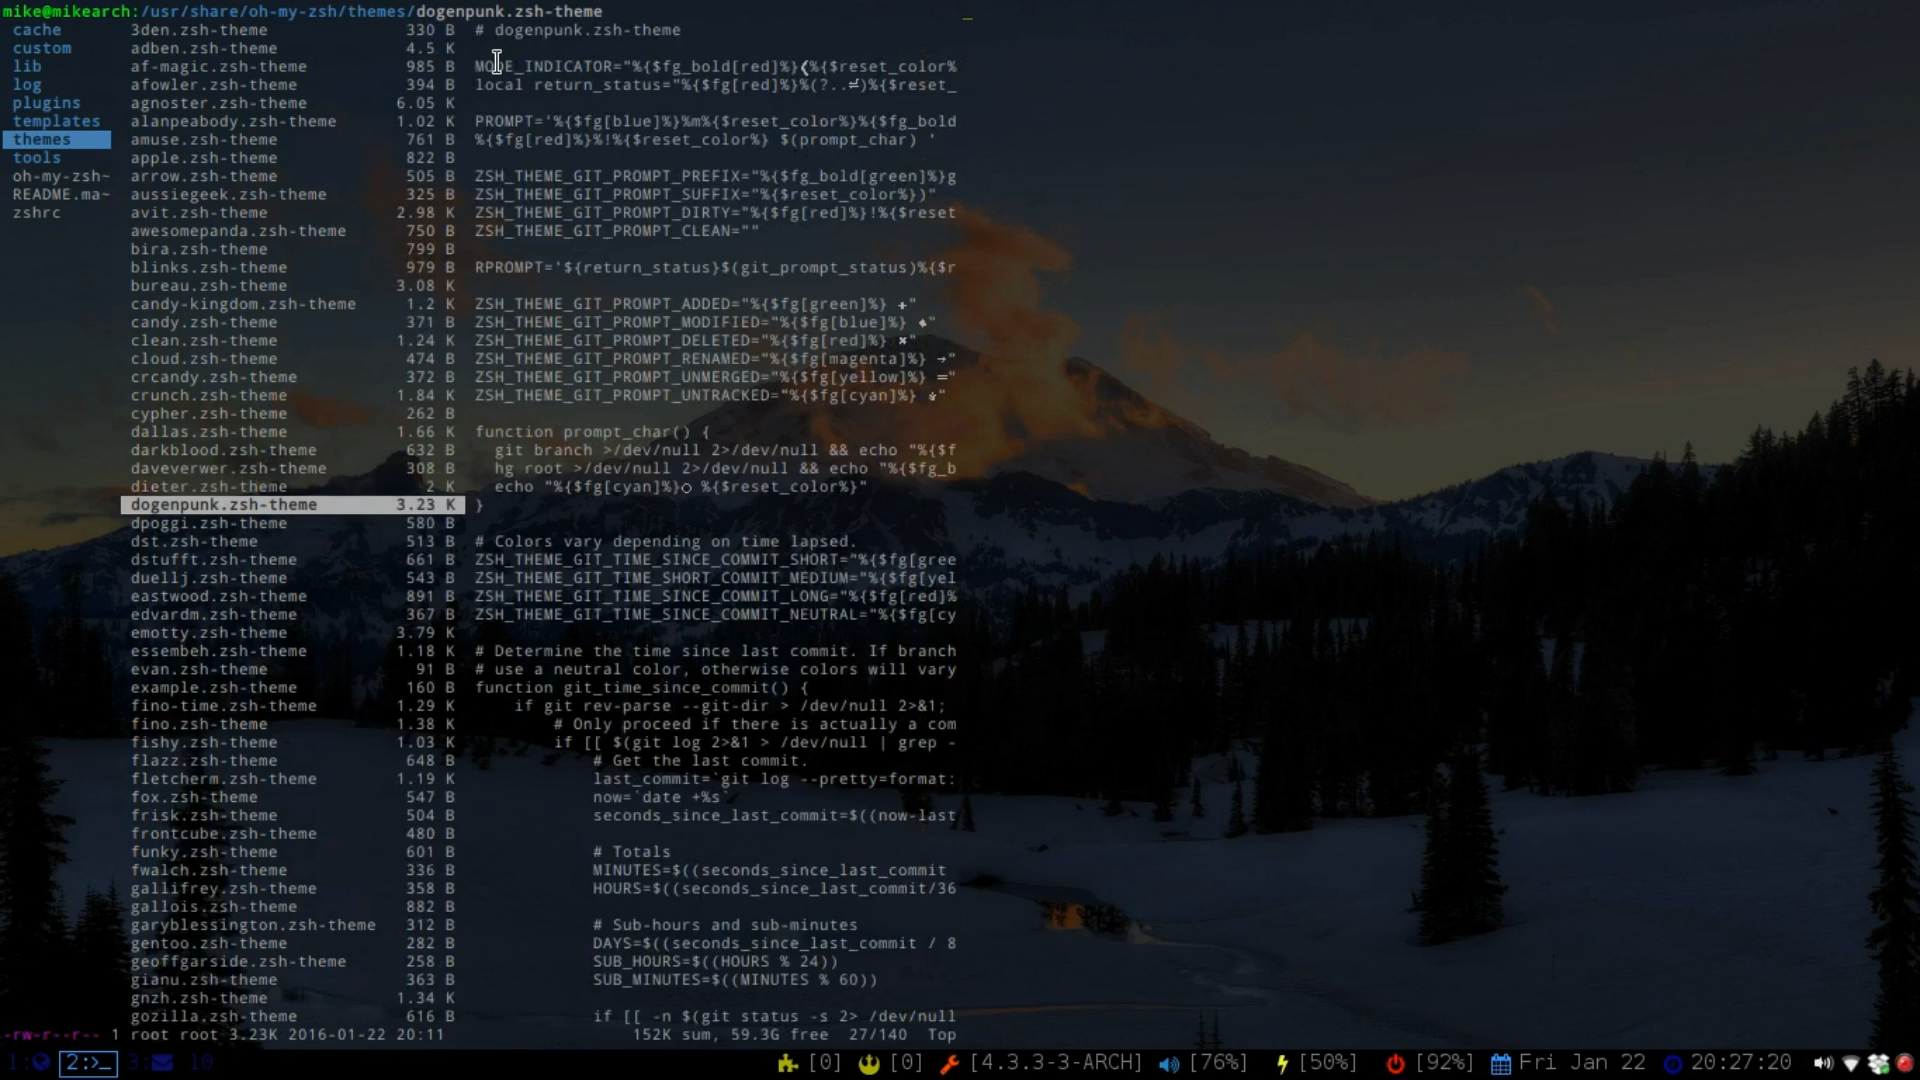 mike@mikearch:/usr/share/oh-my-zsh/themes/dogenpunk.zsh-theme
cache
custom
lib
log
plugins
templates
themes
tools
oh-my-zsh~
README.ma~
zshrc
3den.zsh-theme 330 B
adben.zsh-theme 4.5 K
af-magic.zsh-theme 985 B
afowler.zsh-theme 394 B
agnoster.zsh-theme 6.05 K
alanpeabody.zsh-theme 1.02 K
amuse.zsh-theme 761 B
apple.zsh-theme 822 B
arrow.zsh-theme 505 B
aussiegeek.zsh-theme 325 B
avit.zsh-theme 2.98 K
awesomepanda.zsh-theme 750 B
bira.zsh-theme 799 B
blinks.zsh-theme 979 B
bureau.zsh-theme 3.08 K
candy-kingdom.zsh-theme 1.2 K
candy.zsh-theme 371 B
clean.zsh-theme 1.24 K
cloud.zsh-theme 474 B
crcandy.zsh-theme 372 B
crunch.zsh-theme 1.84 K
cypher.zsh-theme 262 B
dallas.zsh-theme 1.66 K
darkblood.zsh-theme 632 B
daveverwer.zsh-theme 308 B
dieter.zsh-theme 2 K
dogenpunk.zsh-theme 3.23 K
dpoggi.zsh-theme 580 B
dst.zsh-theme 513 B
dstufft.zsh-theme 661 B
duellj.zsh-theme 543 B
eastwood.zsh-theme 891 B
edvardm.zsh-theme 367 B
emotty.zsh-theme 3.79 K
essembeh.zsh-theme 1.18 K
evan.zsh-theme 91 B
example.zsh-theme 160 B
fino-time.zsh-theme 1.29 K
fino.zsh-theme 1.38 K
fishy.zsh-theme 1.03 K
flazz.zsh-theme 648 B
fletcherm.zsh-theme 1.19 K
fox.zsh-theme 547 B
frisk.zsh-theme 504 B
frontcube.zsh-theme 480 B
funky.zsh-theme 601 B
fwalch.zsh-theme 336 B
gallifrey.zsh-theme 358 B
gallois.zsh-theme 882 B
garyblessington.zsh-theme 312 B
gentoo.zsh-theme 282 B
geoffgarside.zsh-theme 258 B
gianu.zsh-theme 363 B
gnzh.zsh-theme 1.34 K
gozilla.zsh-theme 616 B
# dogenpunk.zsh-theme
MODE_INDICATOR="%{$fg_bold[red]%}❮%{$reset_color%
local return_status="%{$fg[red]%}%(?..⏎)%{$reset_
PROMPT='%{$fg[blue]%}%m%{$reset_color%}%{$fg_bold
%{$fg[red]%}%!%{$reset_color%} $(prompt_char) '
ZSH_THEME_GIT_PROMPT_PREFIX="%{$fg_bold[green]%}g
ZSH_THEME_GIT_PROMPT_SUFFIX="%{$reset_color%})"
ZSH_THEME_GIT_PROMPT_DIRTY="%{$fg[red]%}!%{$reset
ZSH_THEME_GIT_PROMPT_CLEAN=""
RPROMPT='${return_status}$(git_prompt_status)%{$r
ZSH_THEME_GIT_PROMPT_ADDED="%{$fg[green]%} ✚"
ZSH_THEME_GIT_PROMPT_MODIFIED="%{$fg[blue]%} ✹"
ZSH_THEME_GIT_PROMPT_DELETED="%{$fg[red]%} ✖"
ZSH_THEME_GIT_PROMPT_RENAMED="%{$fg[magenta]%} ➜"
ZSH_THEME_GIT_PROMPT_UNMERGED="%{$fg[yellow]%} ═"
ZSH_THEME_GIT_PROMPT_UNTRACKED="%{$fg[cyan]%} ✭"
function prompt_char() {
git branch >/dev/null 2>/dev/null && echo "%{$f
hg root >/dev/null 2>/dev/null && echo "%{$fg_b
echo "%{$fg[cyan]%}◯ %{$reset_color%}"
}
# Colors vary depending on time lapsed.
ZSH_THEME_GIT_TIME_SINCE_COMMIT_SHORT="%{$fg[gree
ZSH_THEME_GIT_TIME_SHORT_COMMIT_MEDIUM="%{$fg[yel
ZSH_THEME_GIT_TIME_SINCE_COMMIT_LONG="%{$fg[red]%
ZSH_THEME_GIT_TIME_SINCE_COMMIT_NEUTRAL="%{$fg[cy
# Determine the time since last commit. If branch
# use a neutral color, otherwise colors will vary
function git_time_since_commit() {
if git rev-parse --git-dir > /dev/null 2>&1;
# Only proceed if there is actually a com
if [[ $(git log 2>&1 > /dev/null | grep -
# Get the last commit.
last_commit=`git log --pretty=format:
now=`date +%s`
seconds_since_last_commit=$((now-last
# Totals
MINUTES=$((seconds_since_last_commit
HOURS=$((seconds_since_last_commit/36
# Sub-hours and sub-minutes
DAYS=$((seconds_since_last_commit / 8
SUB_HOURS=$((HOURS % 24))
SUB_MINUTES=$((MINUTES % 60))
if [[ -n $(git status -s 2> /dev/null
-rw-r--r-- 1 root root 3.23K 2016-01-22 20:11 152K sum, 59.3G free 27/140 Top
1: 2:>_ 3: 10 [0] [0] [4.3.3-3-ARCH] [76%] [50%] [92%] Fri Jan 22 20:27:20